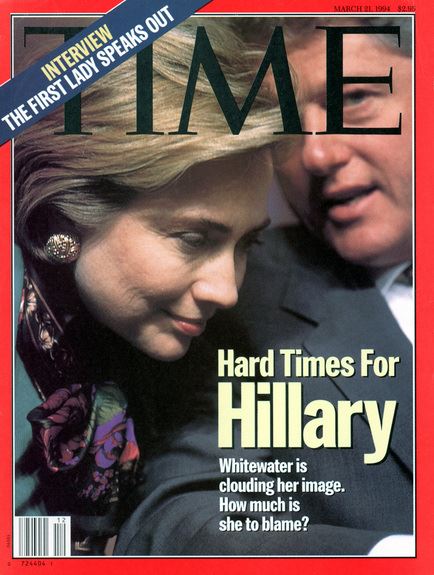 MARCH 21, 1994 $2.95
INTERVIEW
THE FIRST LADY SPEAKS OUT
TIME
Hard Times For
Hillary
Whitewater is
clouding her image.
How much is
she to blame?
12
0 724404 1